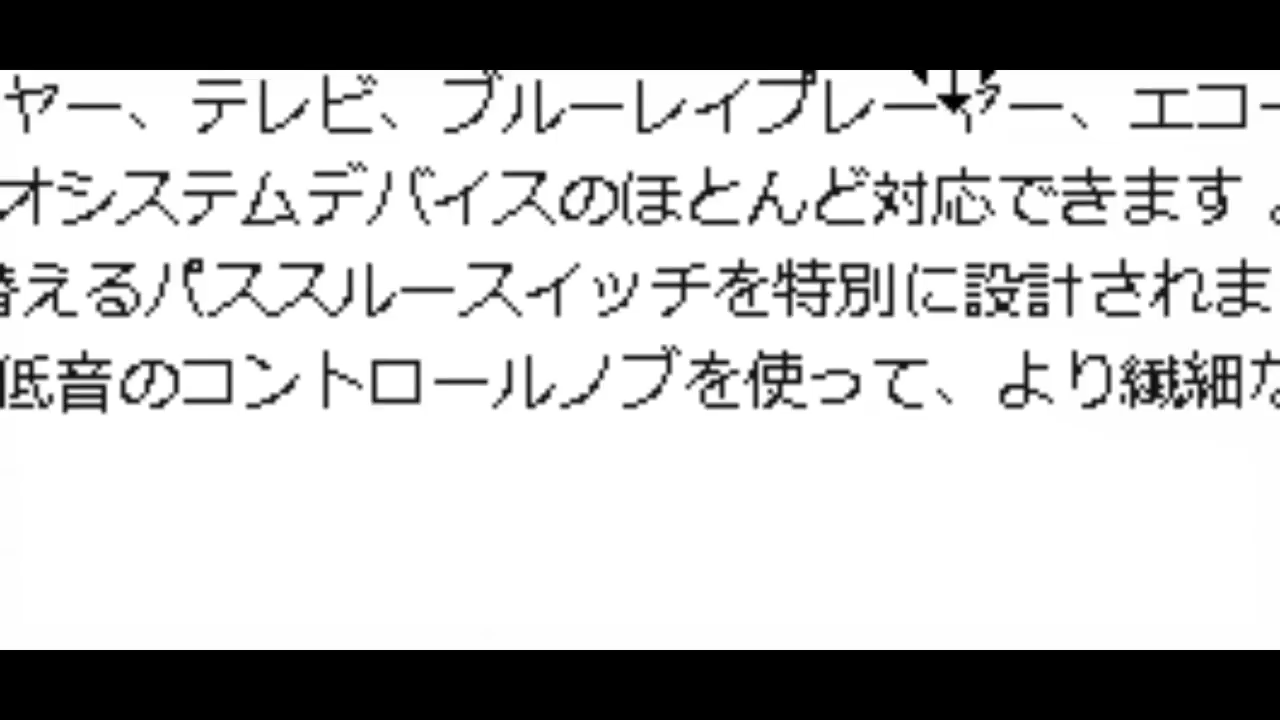 ヤー、テレビ、ブルーレイプレーヤー、エコー
オシステムデバイスのほとんど対応できます
替えるパススルースイッチを特別に設計されま
低音のコントロールノブを使って、より繊細な